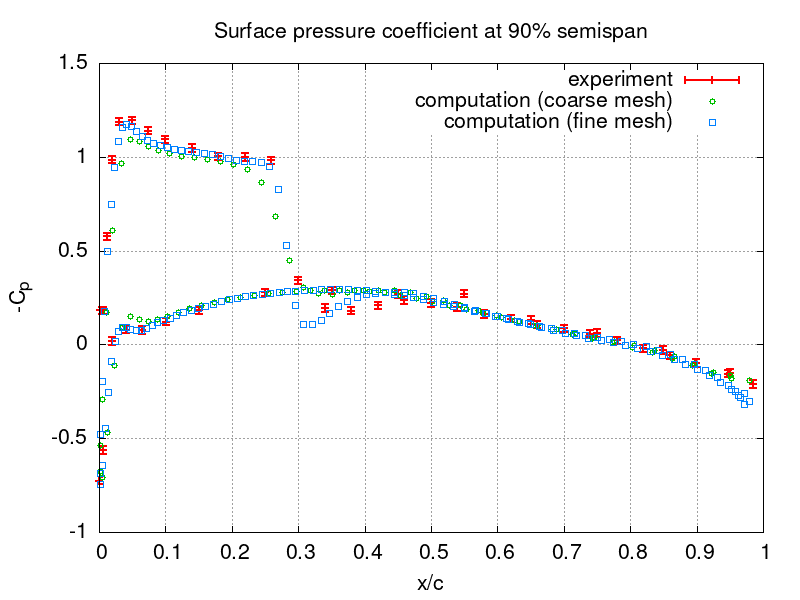 Surface pressure coefficient at 90% semispan
1.5
experiment
computation (coarse mesh)
computation (fine mesh)
1
0.5
-Cp
0
-0.5
-1
0 0.1 0.2 0.3 0.4 0.5 0.6 0.7 0.8 0.9 1
x/c